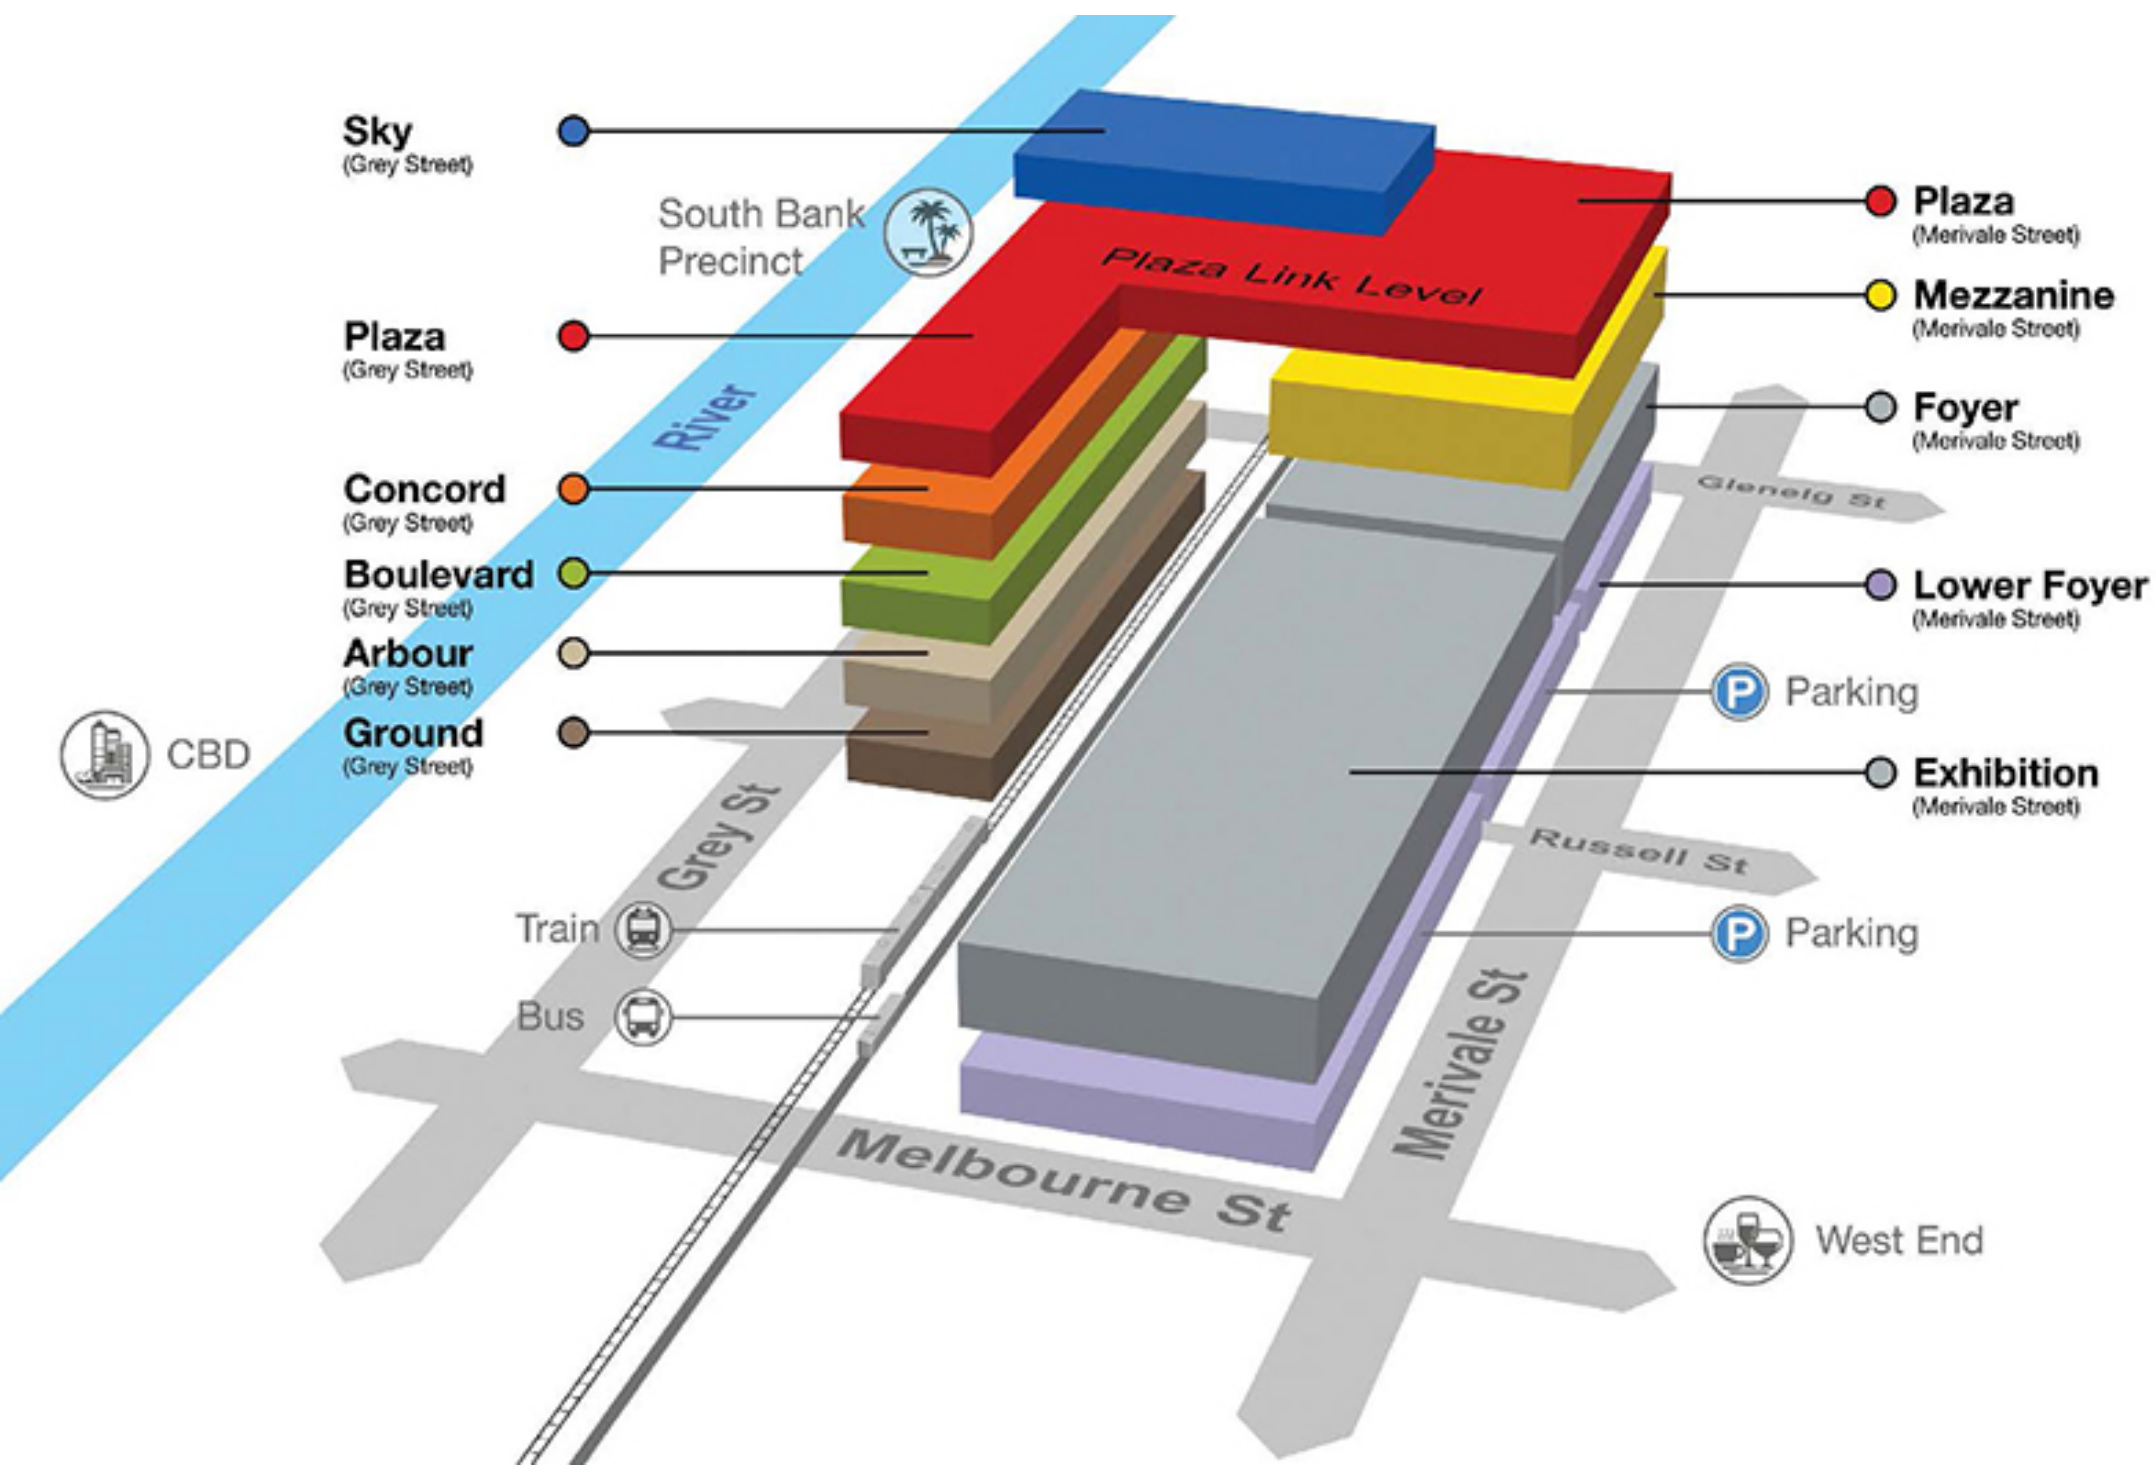 Sky
(Grey Street)
South Bank
Precinct
Plaza
(Merivale Street)
Plaza Link Level
Mezzanine
(Merivale Street)
Plaza
(Grey Street)
River
Foyer
(Merivale Street)
Concord
(Grey Street)
Glenelg St
Boulevard
(Grey Street)
Lower Foyer
(Merivale Street)
Arbour
(Grey Street)
P Parking
Ground
(Grey Street)
CBD
Exhibition
(Merivale Street)
Grey St
Russell St
Train
P Parking
Bus
Merivale St
Melbourne St
West End